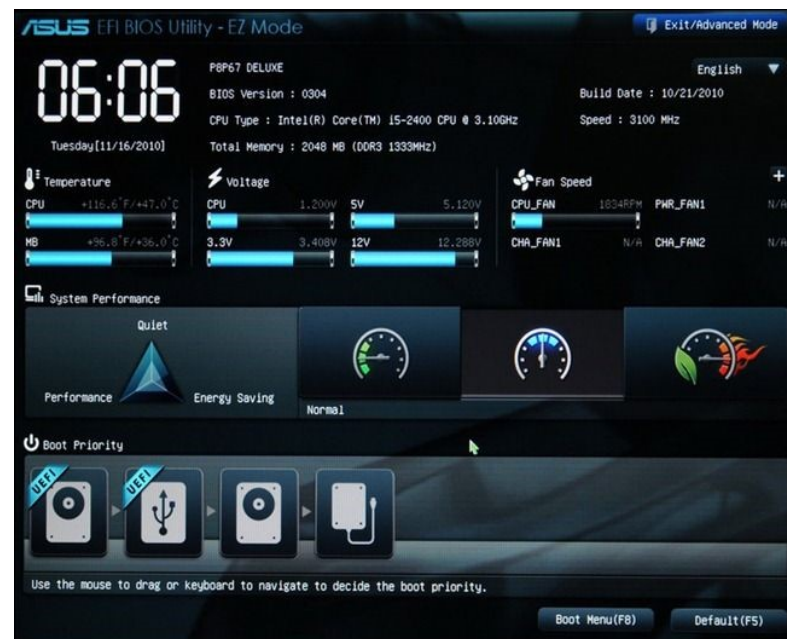 ASUS EFI BIOS Utility - EZ Mode
Exit/Advanced Mode
06:06
Tuesday[11/16/2010]
P8P67 DELUXE
English
BIOS Version : 0304
Build Date : 10/21/2010
CPU Type : Intel(R) Core(TM) i5-2400 CPU @ 3.10GHz
Speed : 3100 MHz
Total Memory : 2048 MB (DDR3 1333MHz)
Temperature
CPU +116.6°F/+47.0°C
MB +96.8°F/+36.0°C
Voltage
CPU 1.200V 5V 5.120V
3.3V 3.408V 12V 12.288V
Fan Speed
CPU_FAN 1834RPM PWR_FAN1 N/A
CHA_FAN1 N/A CHA_FAN2 N/A
System Performance
Quiet
Performance
Energy Saving
Normal
Boot Priority
UEFI
UEFI
Use the mouse to drag or keyboard to navigate to decide the boot priority.
Boot Menu(F8)
Default(F5)